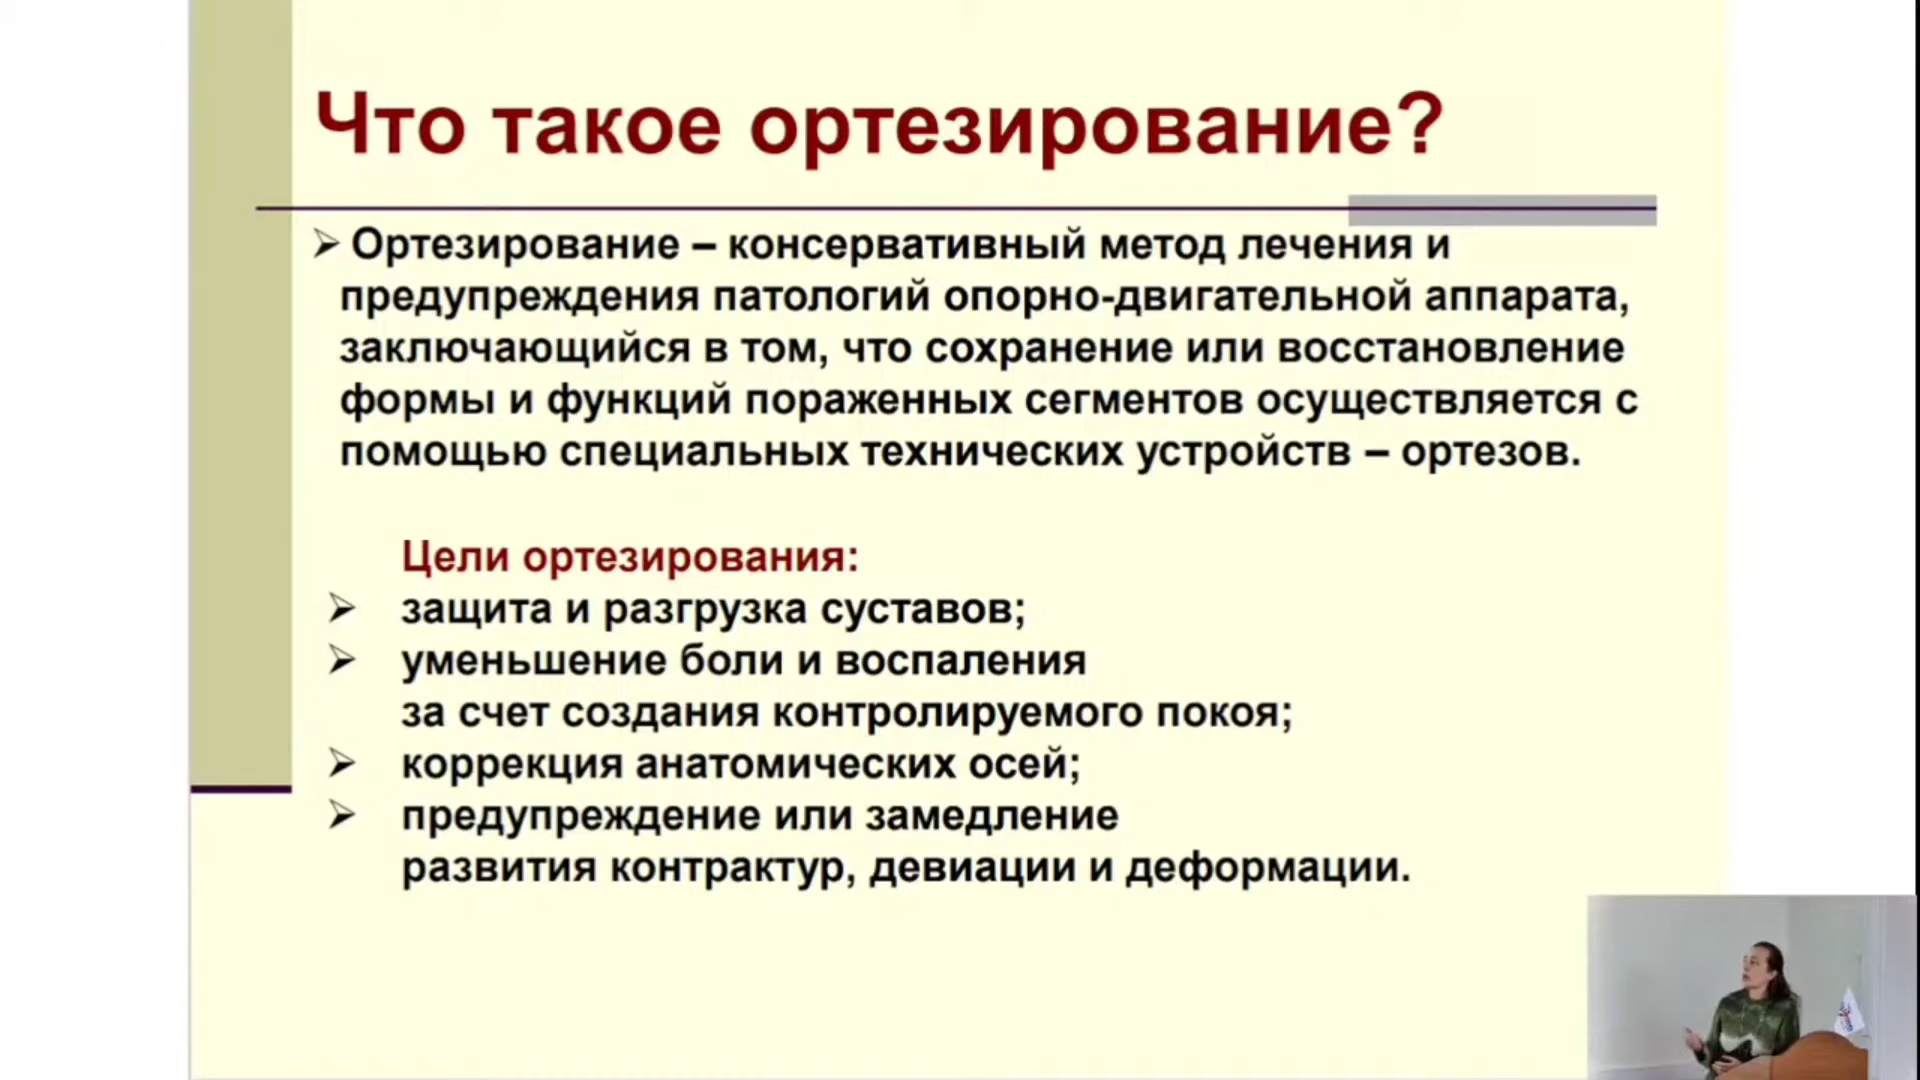 Что такое ортезирование?
➢ Ортезирование – консервативный метод лечения и
предупреждения патологий опорно-двигательной аппарата,
заключающийся в том, что сохранение или восстановление
формы и функций пораженных сегментов осуществляется с
помощью специальных технических устройств – ортезов.
Цели ортезирования:
➢ защита и разгрузка суставов;
➢ уменьшение боли и воспаления
за счет создания контролируемого покоя;
➢ коррекция анатомических осей;
➢ предупреждение или замедление
развития контрактур, девиации и деформации.